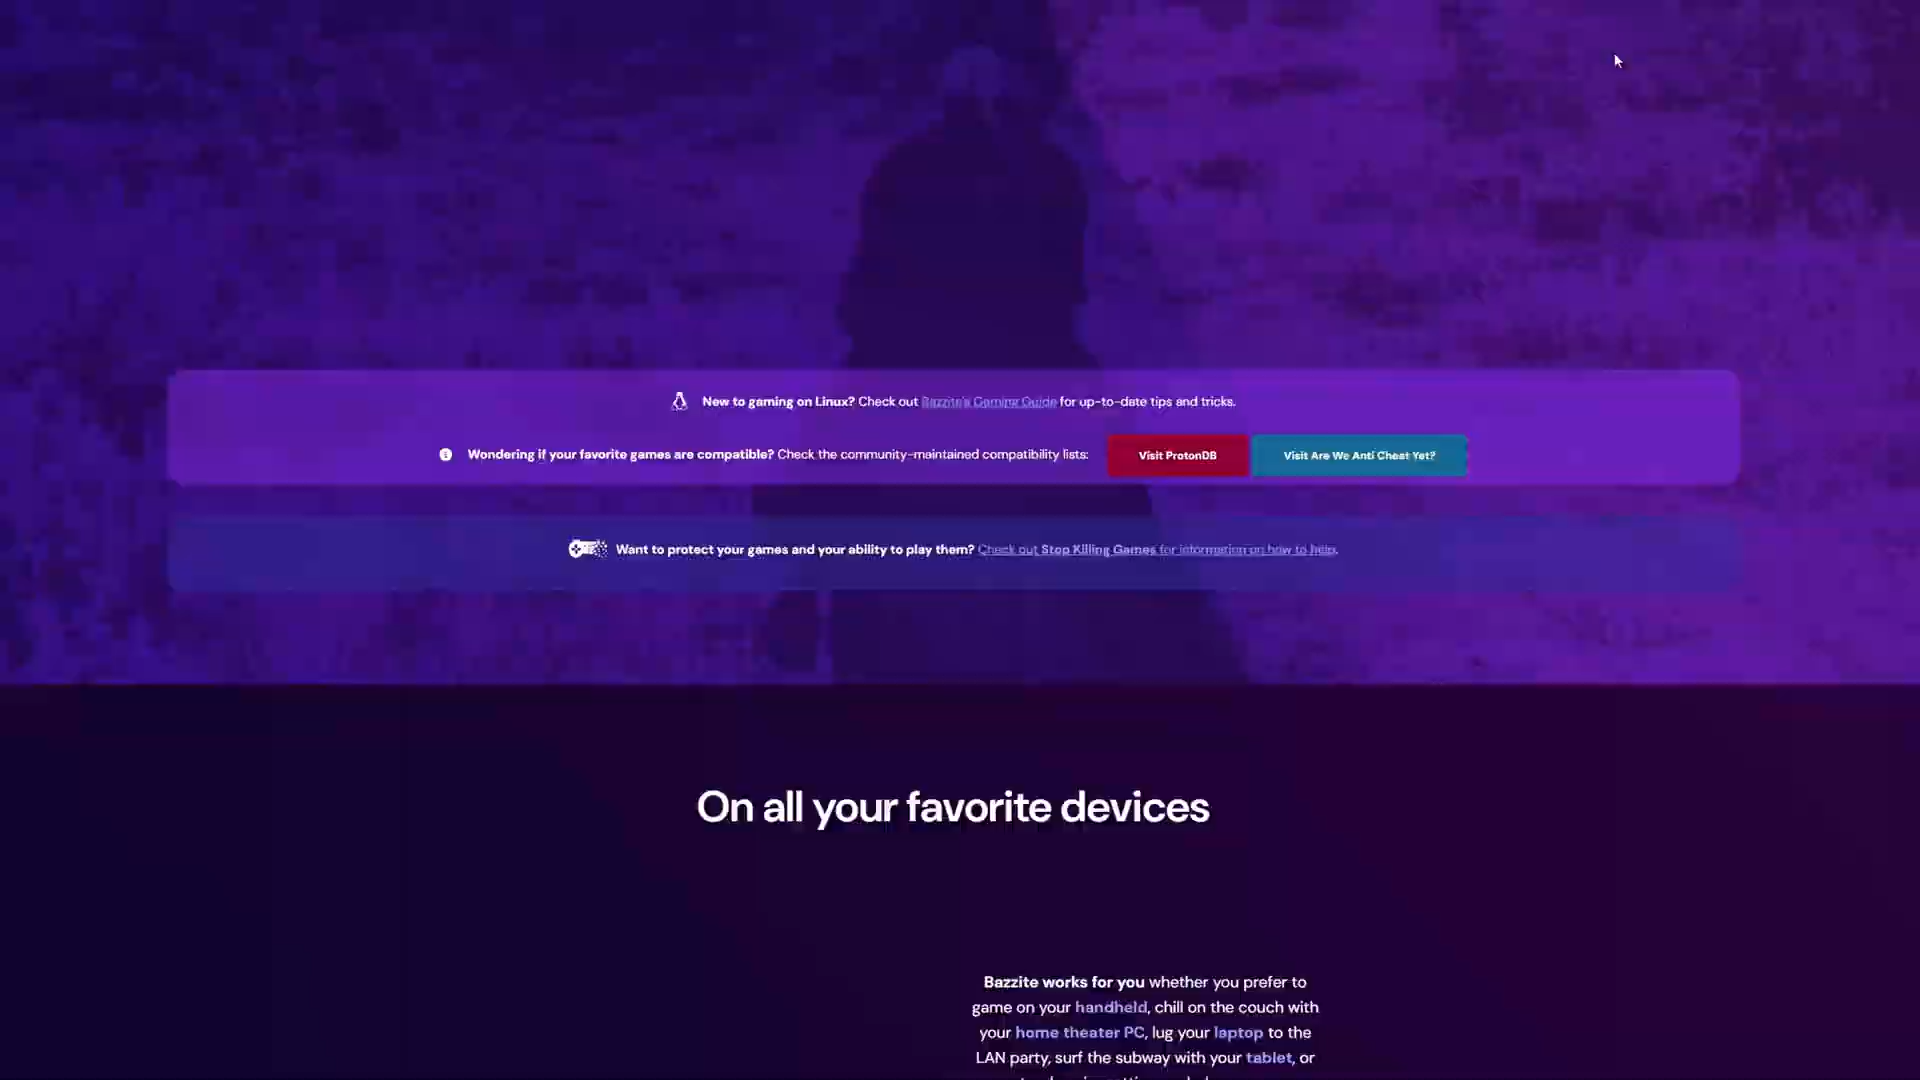 New to gaming on Linux? Check out Bazzite's Gaming Guide for up-to-date tips and tricks.
Wondering if your favorite games are compatible? Check the community-maintained compatibility lists: Visit ProtonDB Visit Are We Anti Cheat Yet?
Want to protect your games and your ability to play them? Check out Stop Killing Games for information on how to help.
On all your favorite devices
Bazzite works for you whether you prefer to
game on your handheld, chill on the couch with
your home theater PC, lug your laptop to the
LAN party, surf the subway with your tablet, or